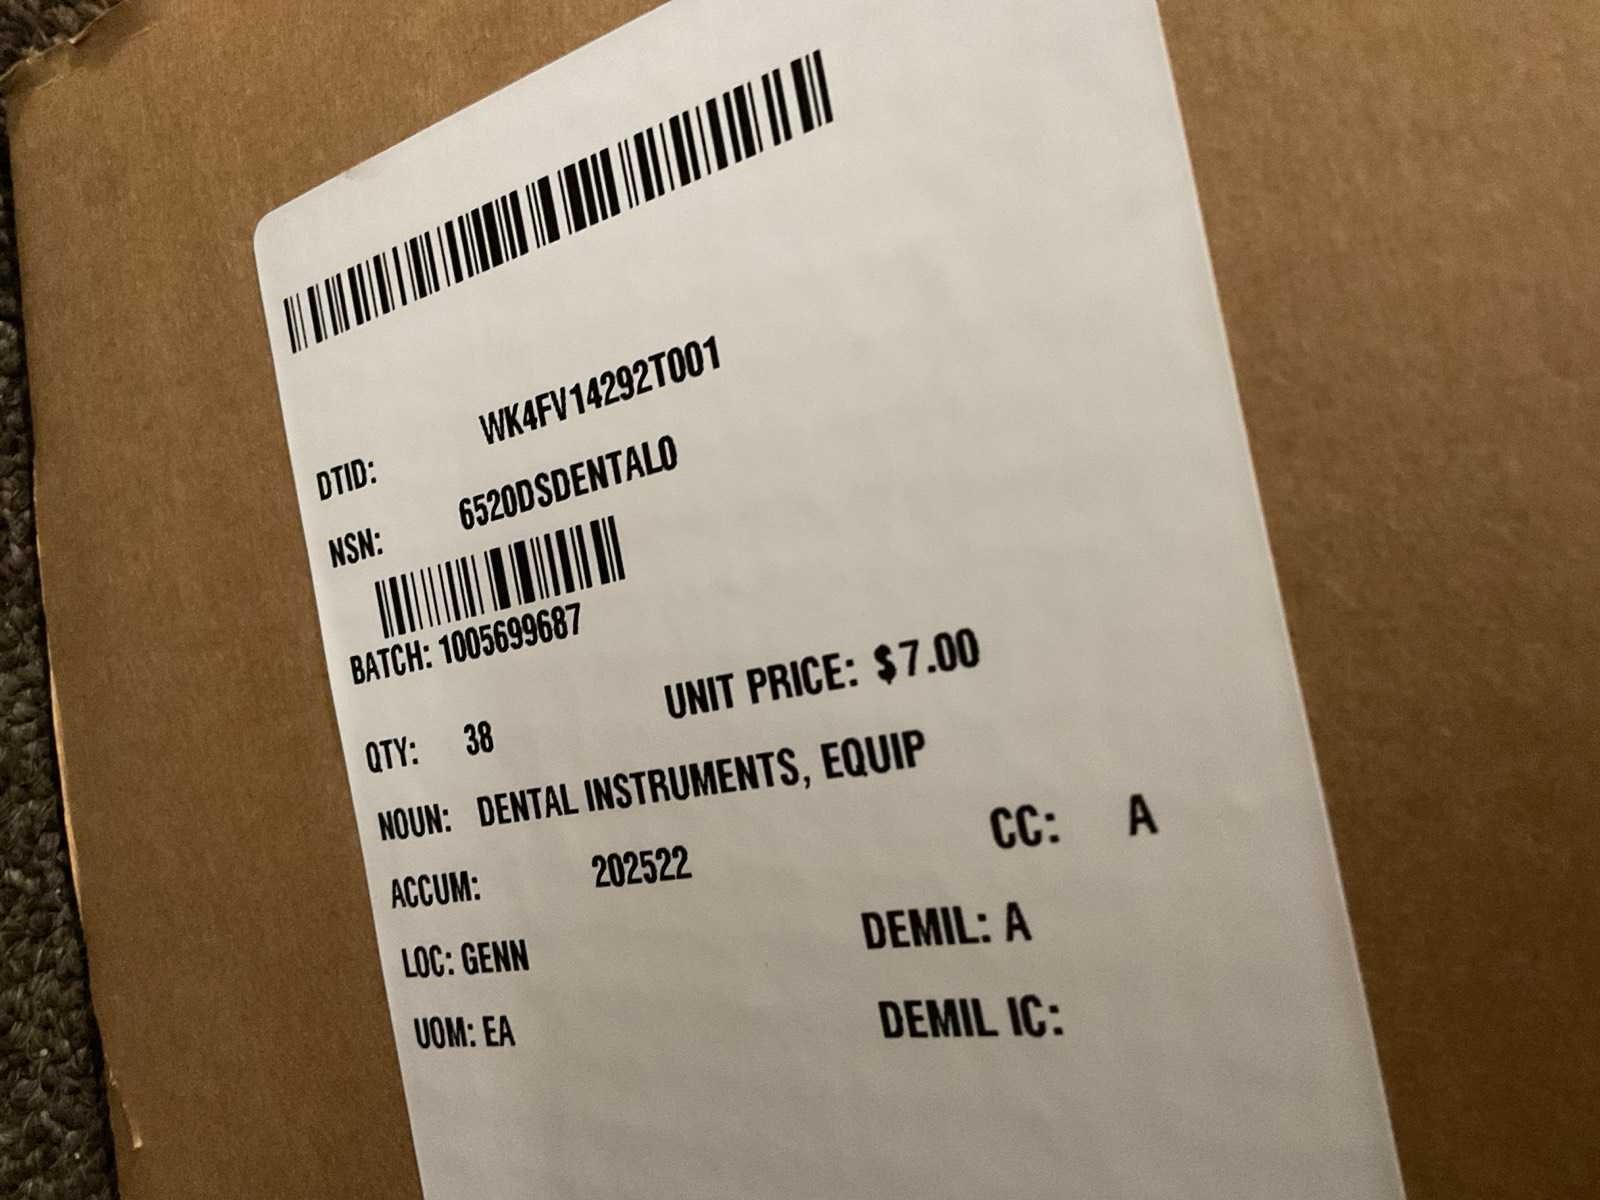 DTID: WK4FV14292T001
NSN: 6520DSDENTAL0
BATCH: 1005699687
QTY: 38 UNIT PRICE: $7.00
NOUN: DENTAL INSTRUMENTS, EQUIP
ACCUM: 202522 CC: A
LOC: GENN DEMIL: A
UOM: EA DEMIL IC: